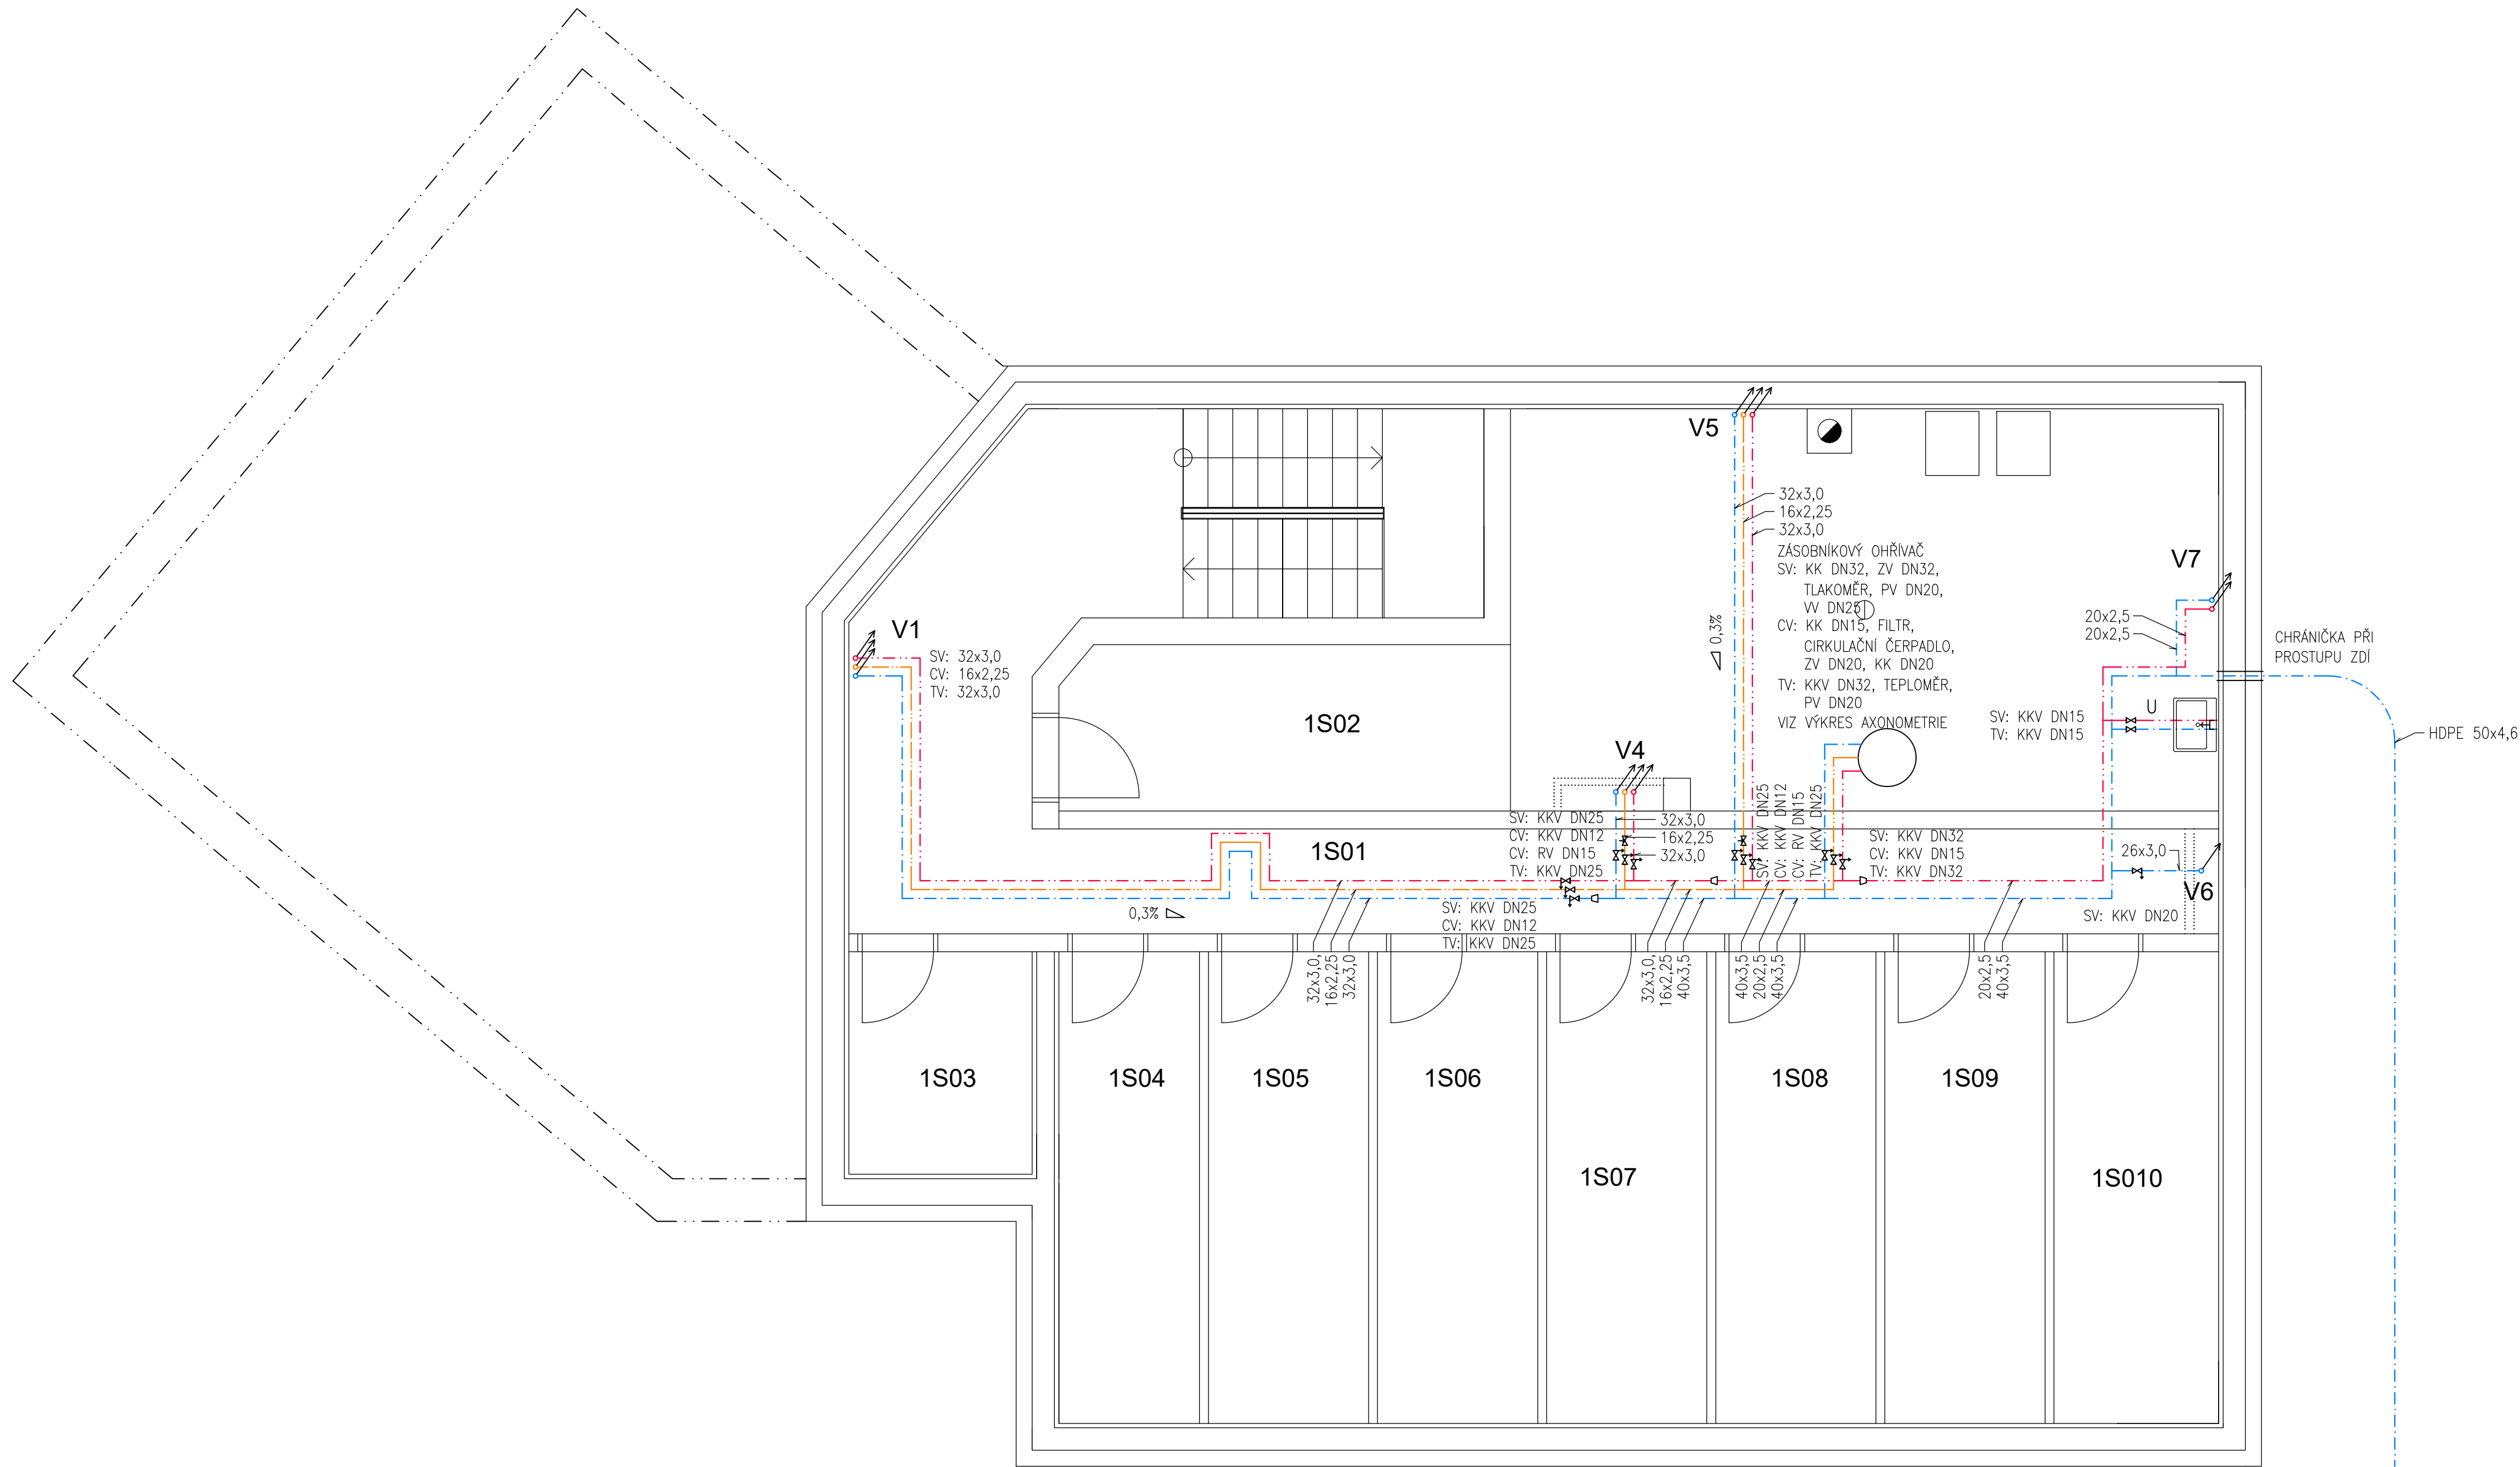 V5
32x3,0
16x2,25
32x3,0
ZÁSOBNÍKOVÝ OHŘÍVAČ
SV: KK DN32, ZV DN32,
TLAKOMĚR, PV DN20,
VV DN25
CV: KK DN15, FILTR,
CIRKULAČNÍ ČERPADLO,
ZV DN20, KK DN20
TV: KKV DN32, TEPLOMĚR,
PV DN20
VIZ VÝKRES AXONOMETRIE
0,3%
V7
20x2,5
20x2,5
CHRÁNIČKA PŘI
PROSTUPU ZDÍ
HDPE 50x4,6
V1
SV: 32x3,0
CV: 16x2,25
TV: 32x3,0
1S02
U
SV: KKV DN15
TV: KKV DN15
V4
SV: KKV DN25
CV: KKV DN12
CV: RV DN15
TV: KKV DN25
32x3,0
16x2,25
32x3,0
SV: KKV DN25
CV: KKV DN12
CV: RV DN15
TV: KKV DN25
SV: KKV DN32
CV: KKV DN15
TV: KKV DN32
1S01
26x3,0
V6
SV: KKV DN20
0,3%
SV: KKV DN25
CV: KKV DN12
TV: KKV DN25
32x3,0,
16x2,25
32x3,0
32x3,0,
16x2,25
40x3,5
40x3,5
20x2,5
40x3,5
20x2,5
40x3,5
1S03
1S04
1S05
1S06
1S07
1S08
1S09
1S010